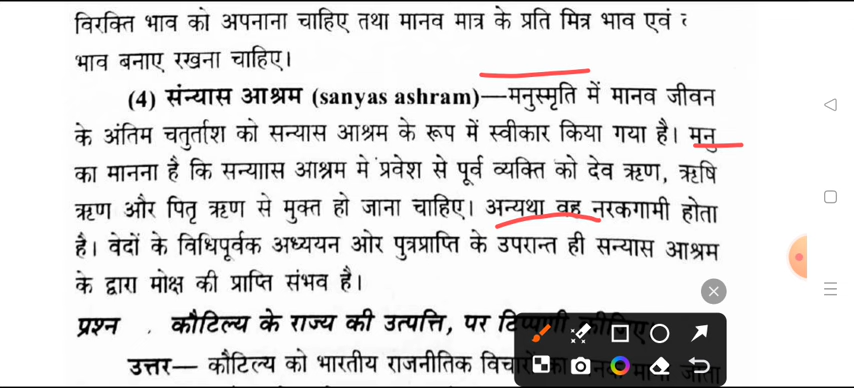 विरक्ति भाव को अपनाना चाहिए तथा मानव मात्र के प्रति मित्र भाव एवं
भाव बनाए रखना चाहिए।
(4) संन्यास आश्रम (sanyas ashram)—मनुस्मृति में मानव जीवन
के अंतिम चतुर्ताश को सन्यास आश्रम के रूप में स्वीकार किया गया है। मनु
का मानना है कि सन्याास आश्रम मे प्रवेश से पूर्व व्यक्ति को देव ऋण, ऋषि
ऋण और पितृ ऋण से मुक्त हो जाना चाहिए। अन्यथा वह नरकगामी होता
है। वेदों के विधिपूर्वक अध्ययन ओर पुत्रप्राप्ति के उपरान्त ही सन्यास आश्रम
के द्वारा मोक्ष की प्राप्ति संभव है।
प्रश्न . कौटिल्य के राज्य की उत्पत्ति, पर टिप्पणी कीजिए
उत्तर— कौटिल्य को भारतीय राजनीतिक विचारों का जनक माना जाता